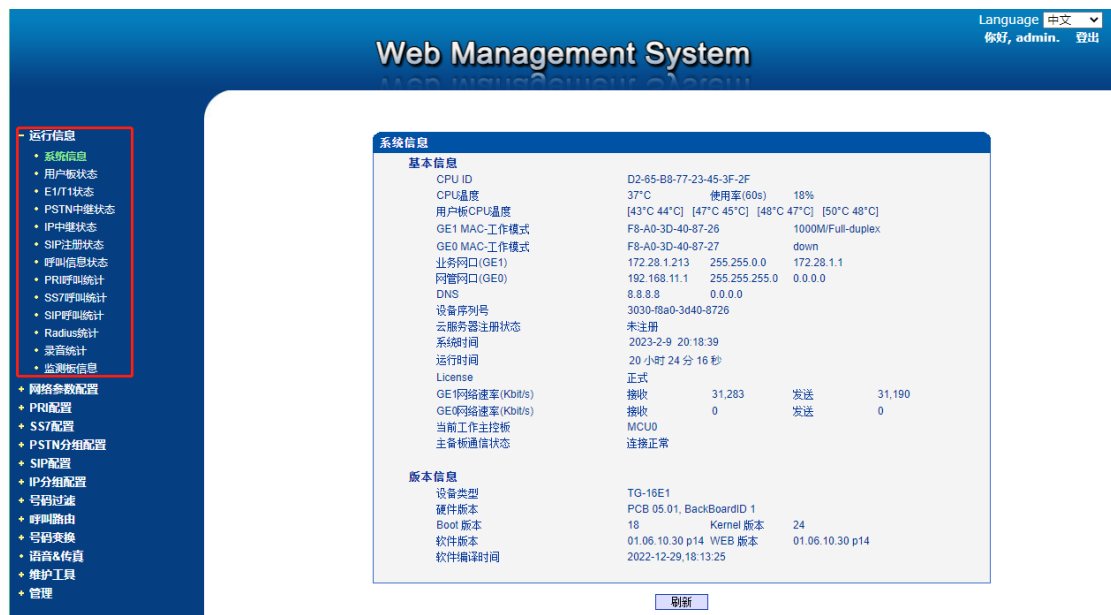 Language 中文
你好, admin. 登出
Web Management System
- 运行信息
系统信息
用户板状态
E1/T1状态
PSTN中继状态
IP中继状态
SIP注册状态
呼叫信息状态
PRI呼叫统计
SS7呼叫统计
SIP呼叫统计
Radius统计
录音统计
监测板信息
+ 网络参数配置
+ PRI配置
+ SS7配置
+ PSTN分组配置
+ SIP配置
+ IP分组配置
+ 号码过滤
+ 呼叫路由
+ 号码变换
语音&传真
+ 维护工具
+ 管理
系统信息
基本信息
CPU ID D2-65-B8-77-23-45-3F-2F
CPU温度 37°C 使用率(60s) 18%
用户板CPU温度 [43°C 44°C] [47°C 45°C] [48°C 47°C] [50°C 48°C]
GE1 MAC-工作模式 F8-A0-3D-40-87-26 1000M/Full-duplex
GE0 MAC-工作模式 F8-A0-3D-40-87-27 down
业务网口(GE1) 172.28.1.213 255.255.0.0 172.28.1.1
网管网口(GE0) 192.168.11.1 255.255.255.0 0.0.0.0
DNS 8.8.8.8 0.0.0.0
设备序列号 3030-f8a0-3d40-8726
云服务器注册状态 未注册
系统时间 2023-2-9 20:18:39
运行时间 20 小时 24 分 16 秒
License 正式
GE1网络速率(Kbit/s) 接收 31,283 发送 31,190
GE0网络速率(Kbit/s) 接收 0 发送 0
当前工作主控板 MCU0
主备板通信状态 连接正常
版本信息
设备类型 TG-16E1
硬件版本 PCB 05.01, BackBoardID 1
Boot 版本 18 Kernel 版本 24
软件版本 01.06.10.30 p14 WEB 版本 01.06.10.30 p14
软件编译时间 2022-12-29,18:13:25
刷新